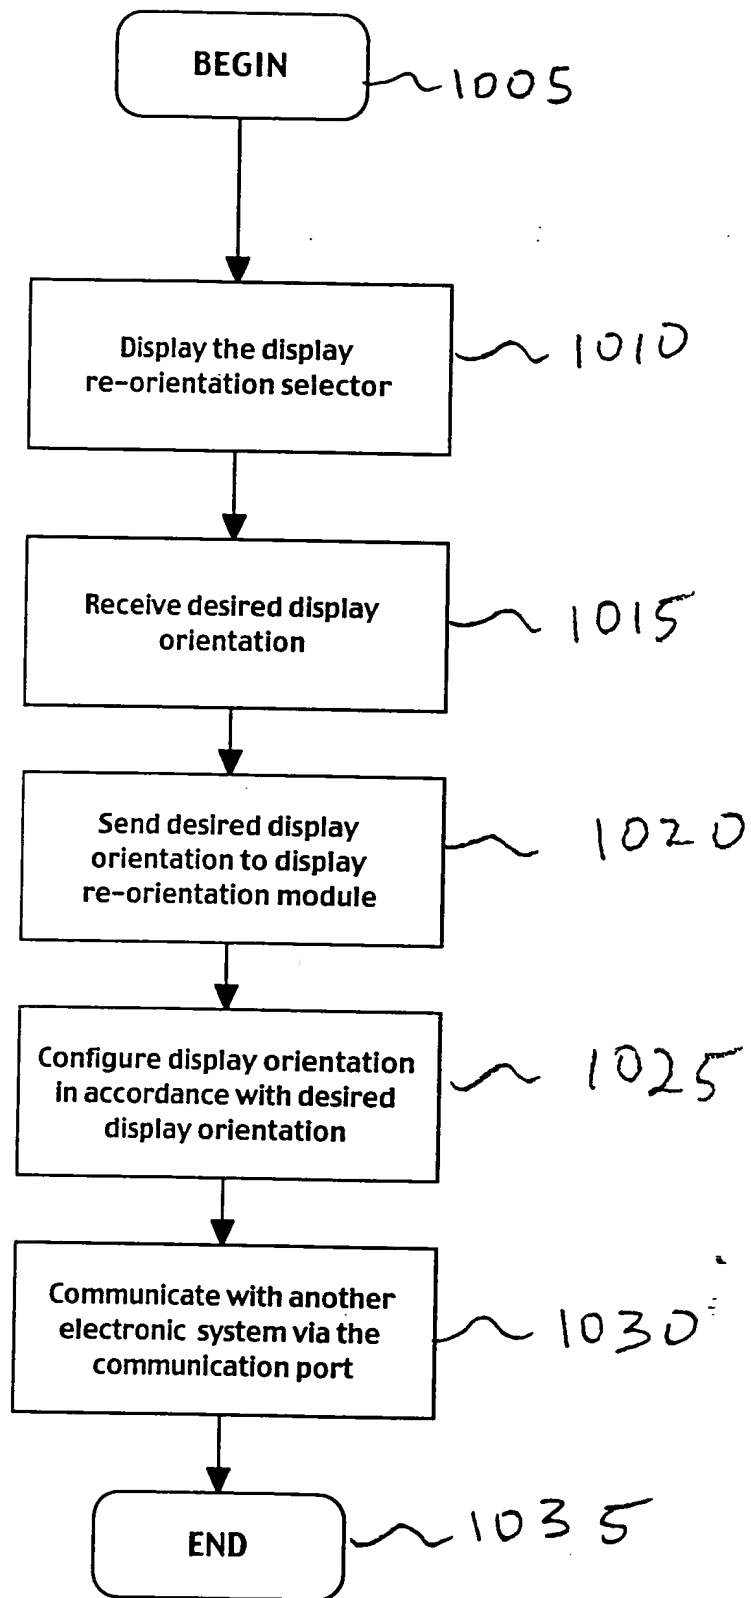 BEGIN
1005
Display the display
re-orientation selector
1010
Receive desired display
orientation
1015
Send desired display
orientation to display
re-orientation module
1020
Configure display orientation
in accordance with desired
display orientation
1025
Communicate with another
electronic system via the
communication port
1030
END
1035